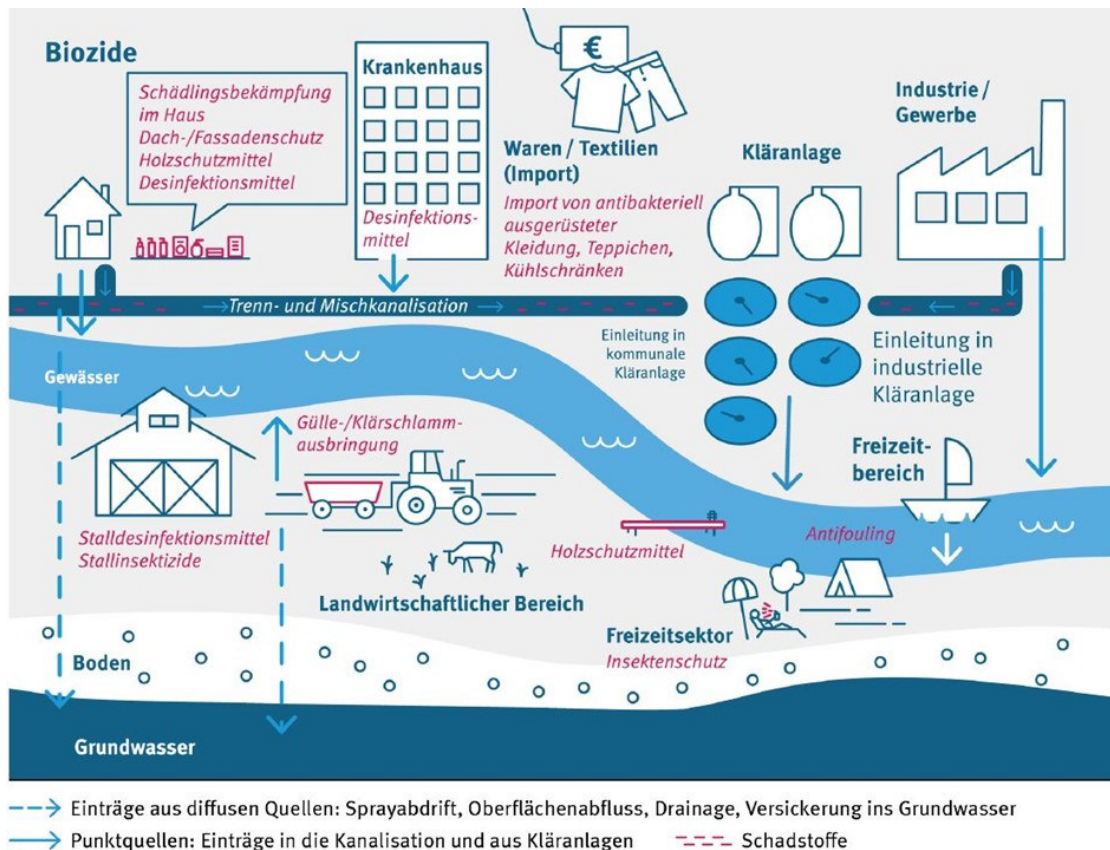 Biozide
Schädlingsbekämpfung
im Haus
Dach-/Fassadenschutz
Holzschutzmittel
Desinfektionsmittel
Krankenhaus
Desinfektions-
mittel
€
Waren / Textilien
(Import)
Import von antibakteriell
ausgerüsteter
Kleidung, Teppichen,
Kühlschränken
Kläranlage
Industrie /
Gewerbe
Trenn- und Mischkanalisation
Einleitung in
kommunale
Kläranlage
Einleitung in
industrielle
Kläranlage
Gewässer
Gülle-/Klärschlamm-
ausbringung
Freizeit-
bereich
Stalldesinfektionsmittel
Stallinsektizide
Holzschutzmittel
Antifouling
Landwirtschaftlicher Bereich
Freizeitsektor
Insektenschutz
Boden
Grundwasser
Einträge aus diffusen Quellen: Sprayabdrift, Oberflächenabfluss, Drainage, Versickerung ins Grundwasser
Punktquellen: Einträge in die Kanalisation und aus Kläranlagen
Schadstoffe